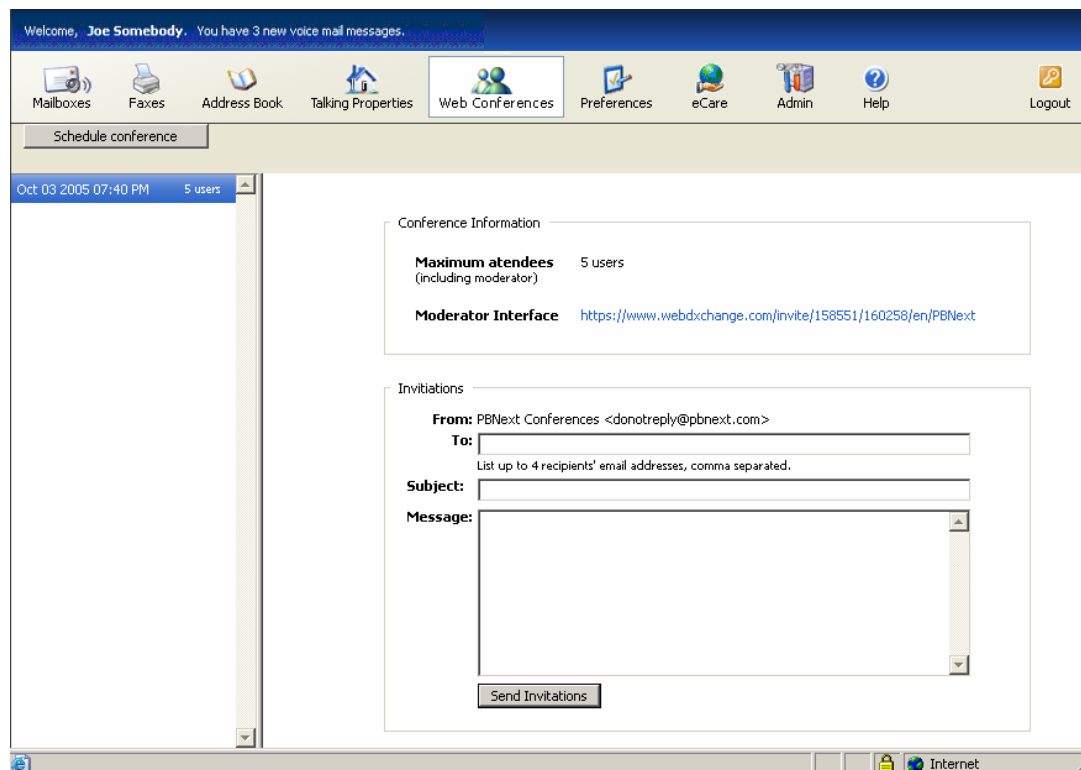 Welcome, Joe Somebody. You have 3 new voice mail messages.
Mailboxes Faxes Address Book Talking Properties Web Conferences Preferences eCare Admin Help Logout
Schedule conference
Oct 03 2005 07:40 PM 5 users
Conference Information
Maximum atendees 5 users
(including moderator)
Moderator Interface https://www.webdxchange.com/invite/158551/160258/en/PBNext
Invitiations
From: PBNext Conferences <donotreply@pbnext.com>
To:
List up to 4 recipients' email addresses, comma separated.
Subject:
Message:
Send Invitations
Internet